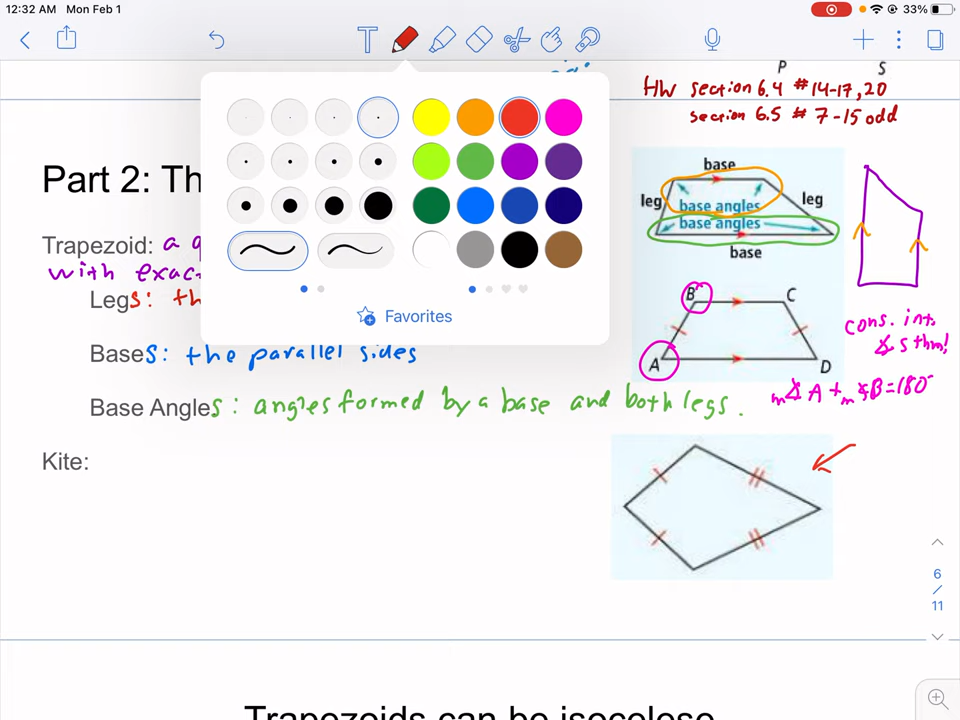 12:32 AM Mon Feb 1
33%
T
P S
HW section 6.4 #14-17, 20
section 6.5 # 7-15 odd
Part 2: Th
Trapezoid: a q
with exac
Legs: th
Bases: the parallel sides
Base Angles: angles formed by a base and both legs.
Kite:
Favorites
base
leg
base angles
leg
base angles
base
B
C
A
D
cons. int.
∡s thm!
m∡A + m∡B = 180°
6
/
11
Trapezoids can be isocelese